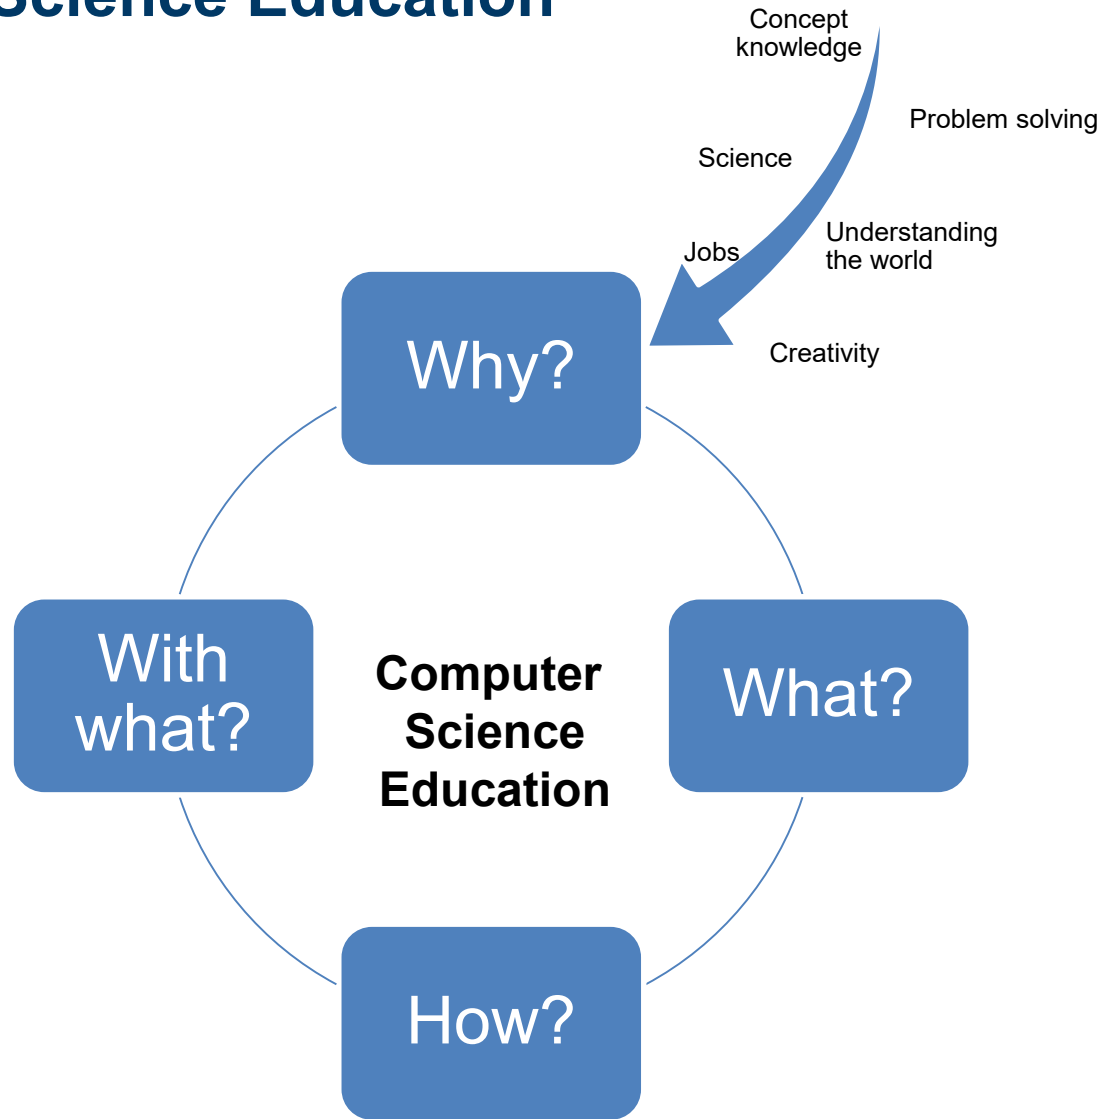 Science Education
Concept
knowledge
Problem solving
Science
Understanding
the world
Jobs
Creativity
Why?
With
what?
Computer
Science
Education
What?
How?